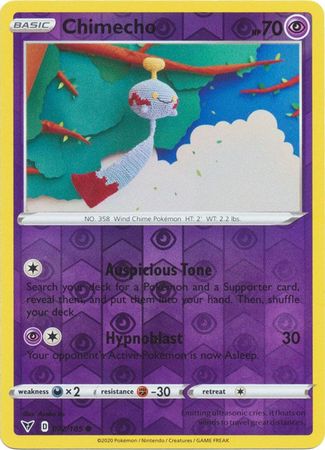 BASIC
Chimecho
HP 70
NO. 358 Wind Chime Pokémon HT: 2' WT: 2.2 lbs.
Auspicious Tone
Search your deck for a Pokémon and a Supporter card,
reveal them, and put them into your hand. Then, shuffle
your deck.
Hypnoblast 30
Your opponent's Active Pokémon is now Asleep.
weakness ×2 resistance -30 retreat
Emitting ultrasonic cries, it floats on
winds to travel great distances.
D /185
©2020 Pokémon / Nintendo / Creatures / GAME FREAK